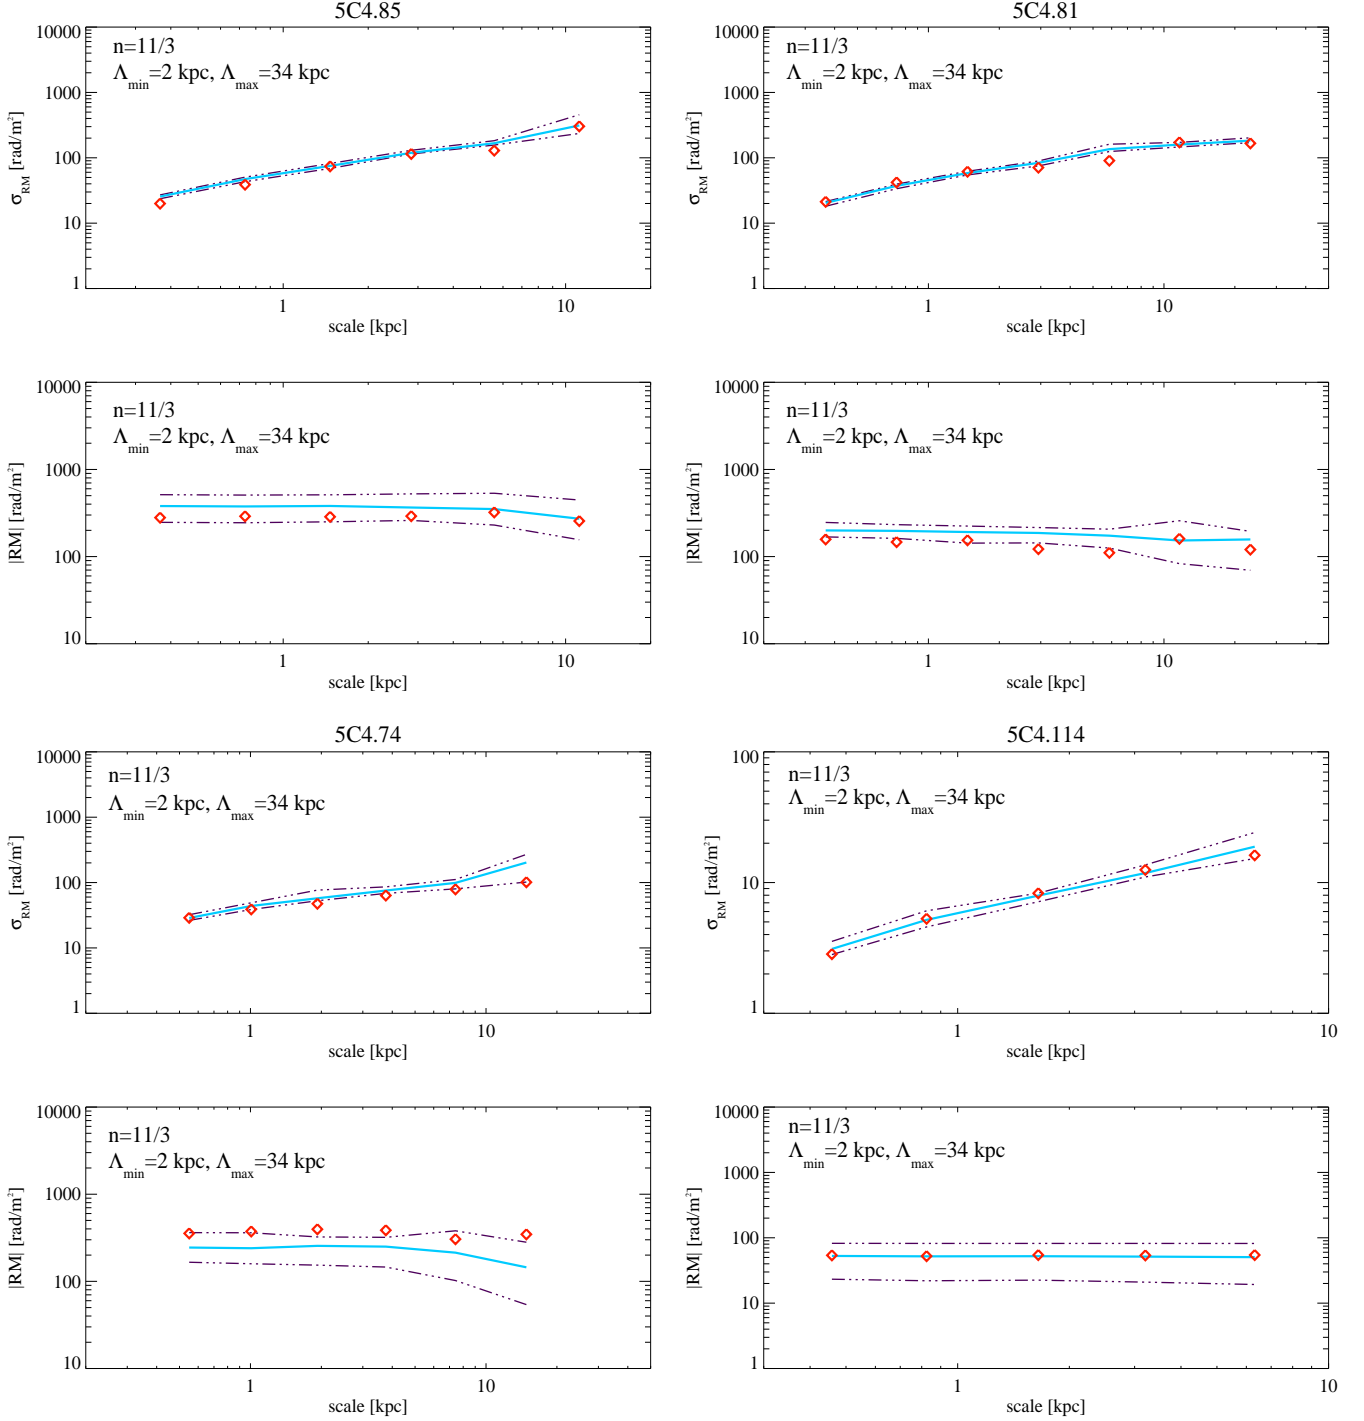 5C4.85
10000
1000
100
10
1
σRM [rad/m²]
n=11/3
Λmin=2 kpc, Λmax=34 kpc
1
10
scale [kpc]
5C4.81
10000
1000
100
10
1
σRM [rad/m²]
n=11/3
Λmin=2 kpc, Λmax=34 kpc
1
10
scale [kpc]
10000
1000
100
10
|RM| [rad/m²]
n=11/3
Λmin=2 kpc, Λmax=34 kpc
1
10
scale [kpc]
10000
1000
100
10
|RM| [rad/m²]
n=11/3
Λmin=2 kpc, Λmax=34 kpc
1
10
scale [kpc]
5C4.74
10000
1000
100
10
1
σRM [rad/m²]
n=11/3
Λmin=2 kpc, Λmax=34 kpc
1
10
scale [kpc]
5C4.114
100
10
1
σRM [rad/m²]
n=11/3
Λmin=2 kpc, Λmax=34 kpc
1
10
scale [kpc]
10000
1000
100
10
|RM| [rad/m²]
n=11/3
Λmin=2 kpc, Λmax=34 kpc
1
10
scale [kpc]
10000
1000
100
10
1
|RM| [rad/m²]
n=11/3
Λmin=2 kpc, Λmax=34 kpc
1
10
scale [kpc]